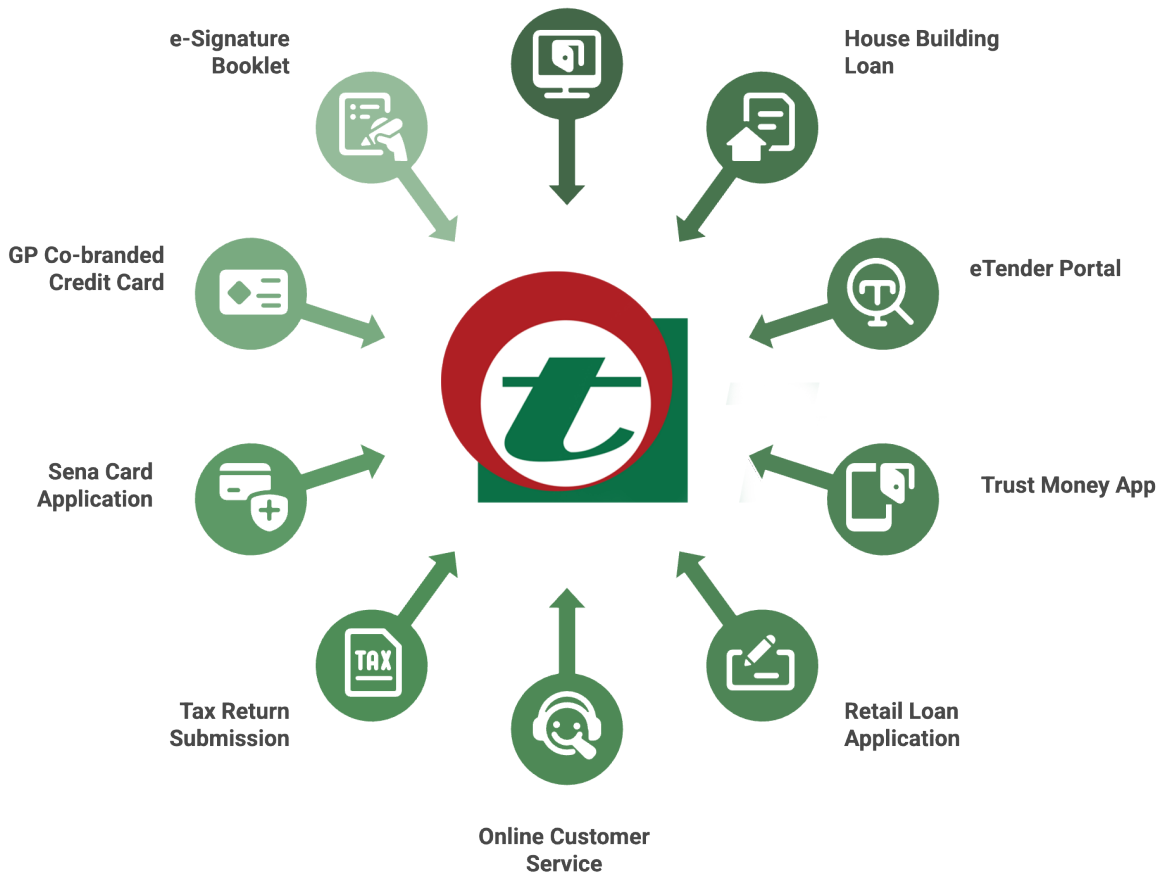 e-Signature
Booklet
House Building
Loan
GP Co-branded
Credit Card
eTender Portal
t
Sena Card
Application
Trust Money App
TAX
Tax Return
Submission
Retail Loan
Application
Online Customer
Service